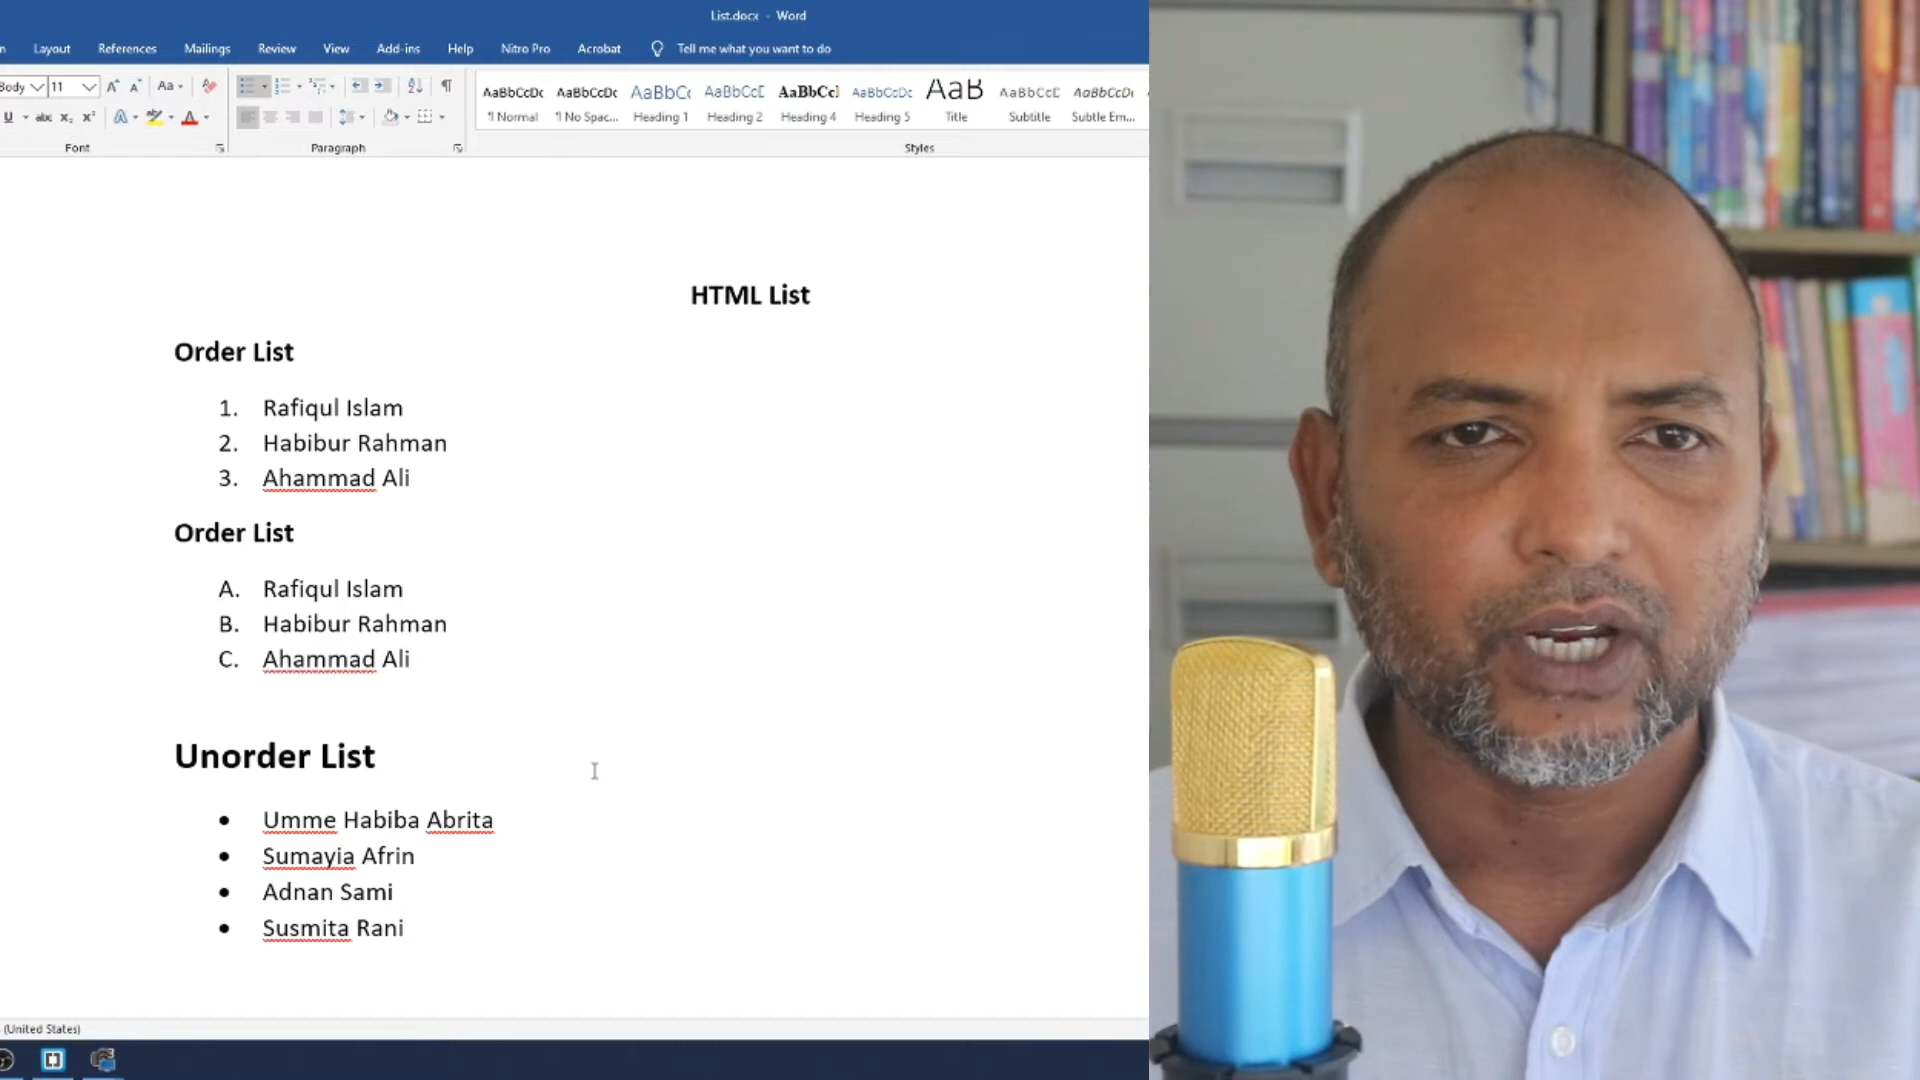 List.docx - Word
Layout References Mailings Review View Add-ins Help Nitro Pro Acrobat Tell me what you want to do
Body 11 Aa
AaBbCcDc AaBbCcDc AaBbCc AaBbCcD AaBbCcI AaBbCcDc AaB AaBbCcD AaBbCcDc
¶ Normal ¶ No Spac... Heading 1 Heading 2 Heading 4 Heading 5 Title Subtitle Subtle Em...
Font Paragraph Styles
HTML List
Order List
1. Rafiqul Islam
2. Habibur Rahman
3. Ahammad Ali
Order List
A. Rafiqul Islam
B. Habibur Rahman
C. Ahammad Ali
Unorder List
• Umme Habiba Abrita
• Sumayia Afrin
• Adnan Sami
• Susmita Rani
(United States)